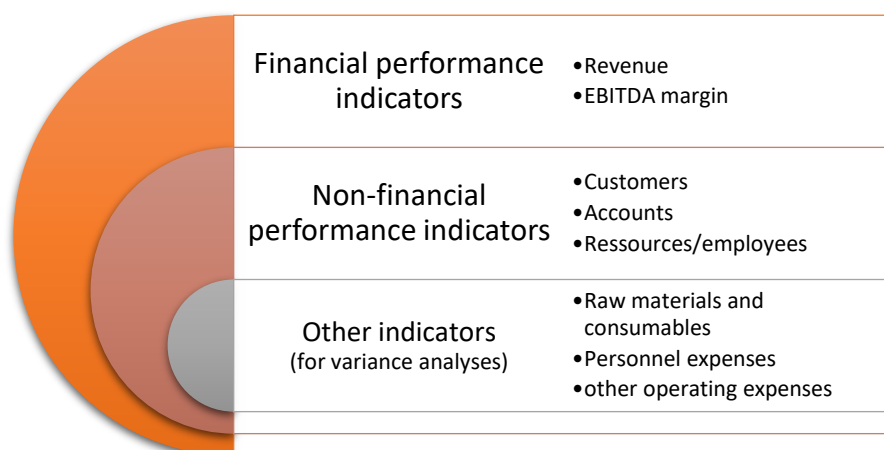 Financial performance
indicators
•Revenue
•EBITDA margin
Non-financial
performance indicators
•Customers
•Accounts
•Ressources/employees
Other indicators
(for variance analyses)
•Raw materials and
consumables
•Personnel expenses
•other operating expenses